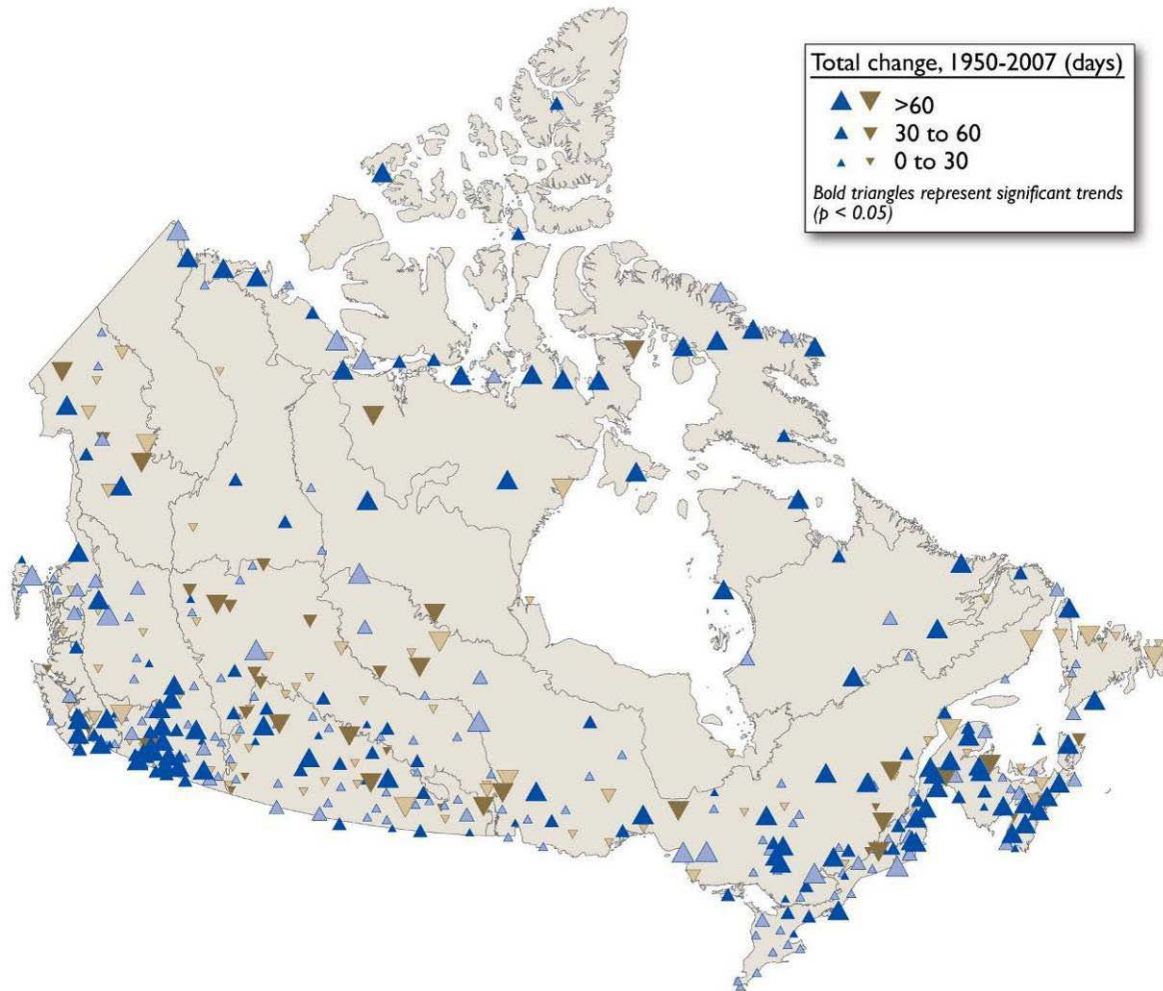 Total change, 1950-2007 (days)
>60
30 to 60
0 to 30
Bold triangles represent significant trends
(p < 0.05)